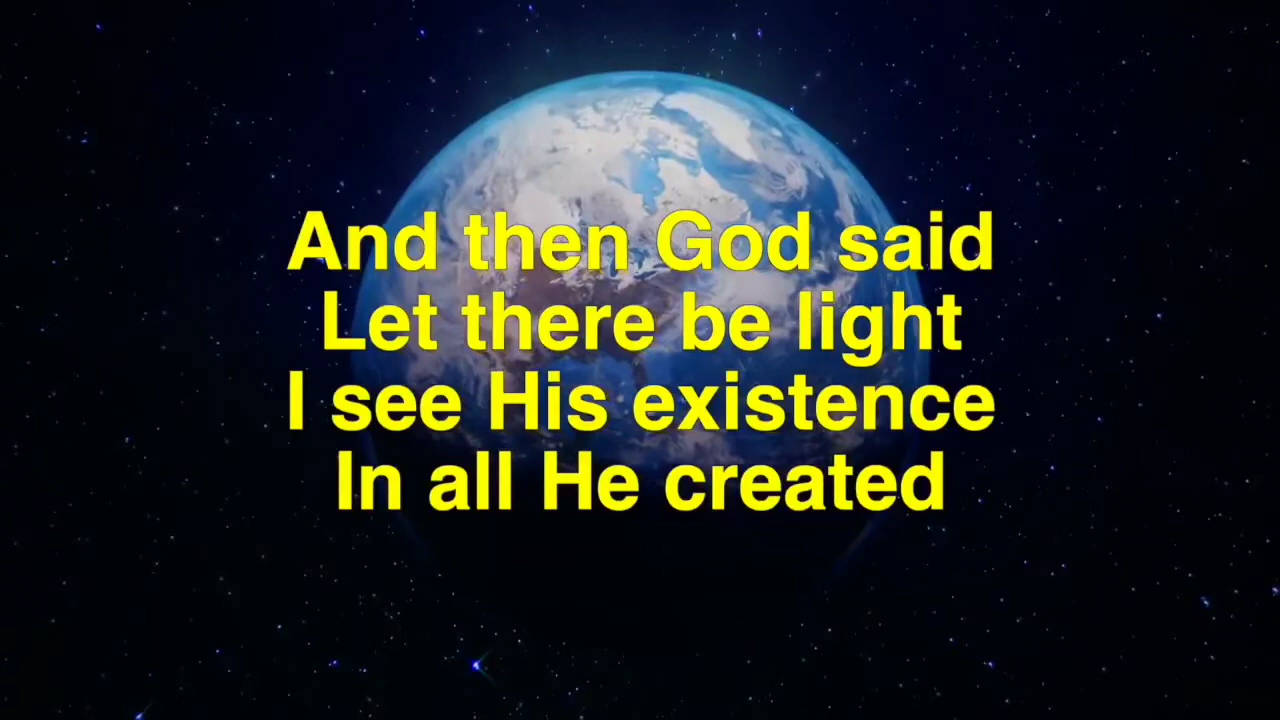 And then God said
Let there be light
I see His existence
In all He created